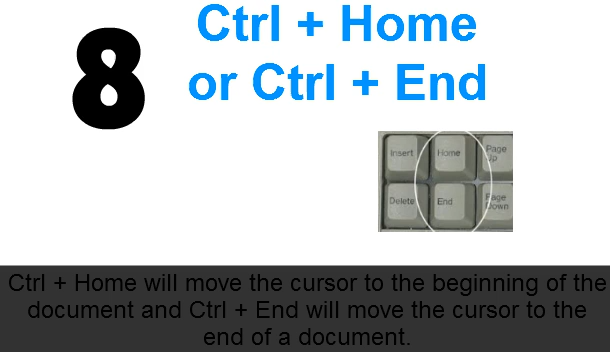 8
Ctrl + Home
or Ctrl + End
Insert Home Page Up
Delete End Page Down
Ctrl + Home will move the cursor to the beginning of the
document and Ctrl + End will move the cursor to the
end of a document.